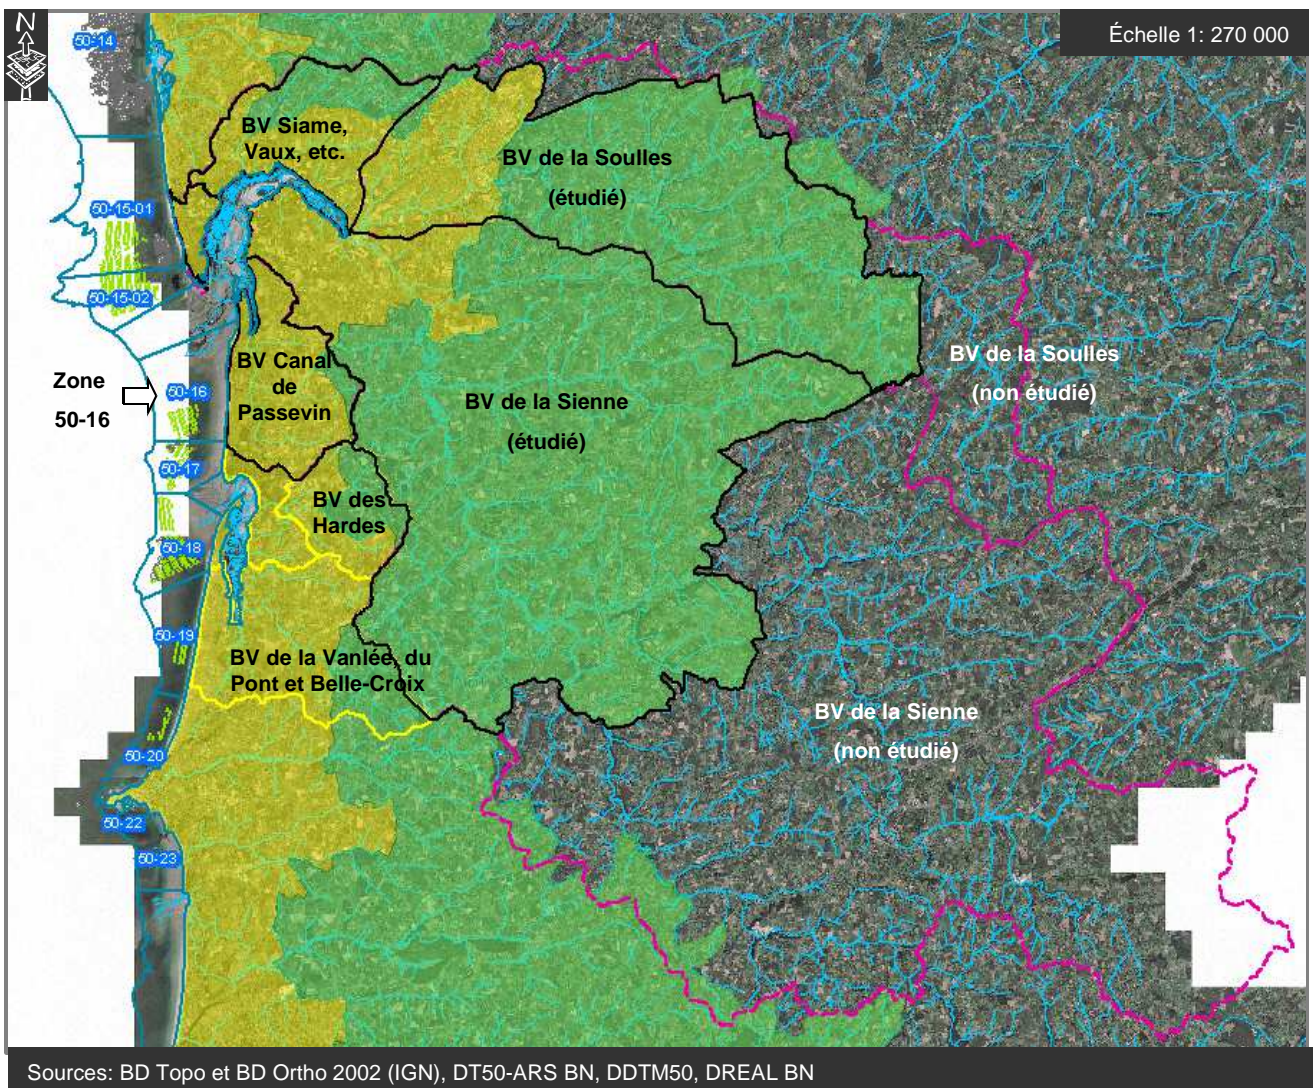 N
Échelle 1: 270 000
50-14
BV Siame,
Vaux, etc.
BV de la Soulles
(étudié)
50-15-01
50-15-02
BV de la Soulles
(non étudié)
Zone
50-16
50-16
BV Canal
de
Passevin
BV de la Sienne
(étudié)
50-17
BV des
Hardes
50-18
50-19
BV de la Vanlée, du
Pont et Belle-Croix
BV de la Sienne
(non étudié)
50-20
50-22
50-23
Sources: BD Topo et BD Ortho 2002 (IGN), DT50-ARS BN, DDTM50, DREAL BN